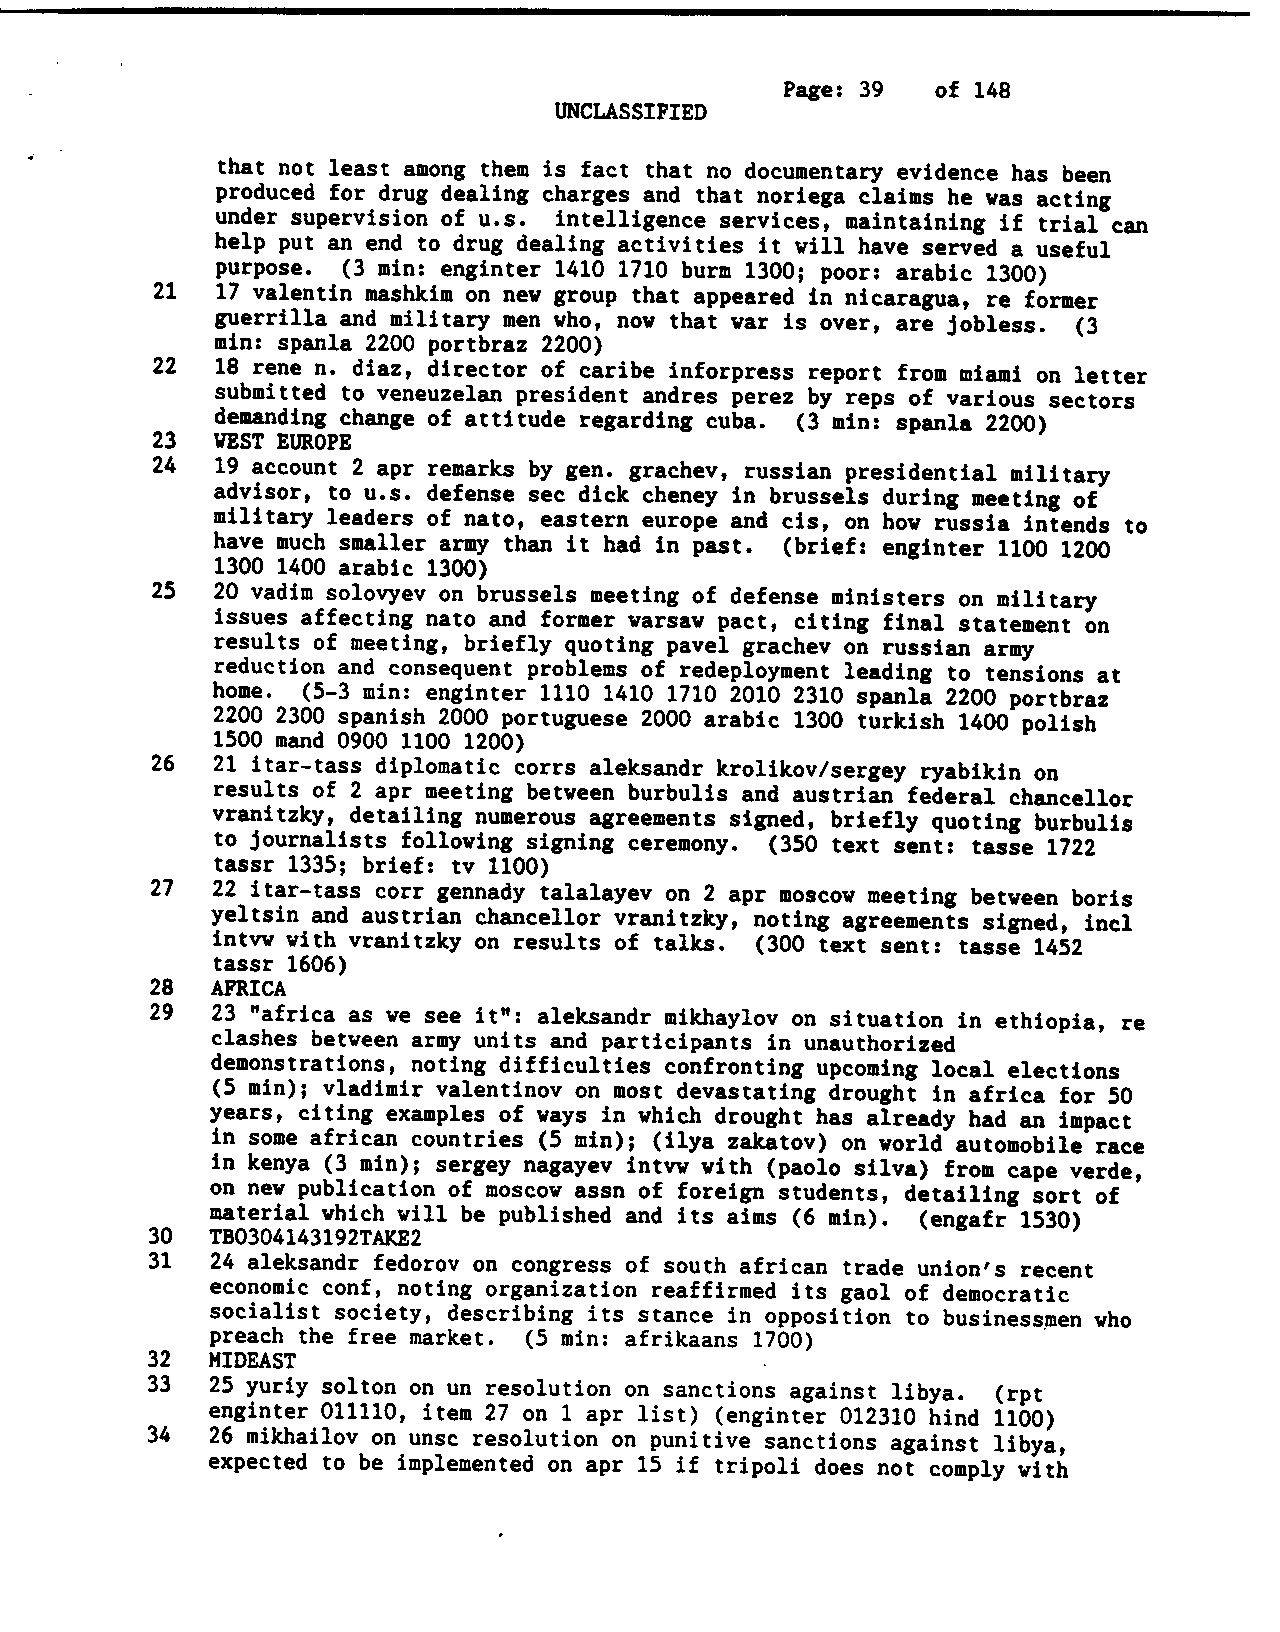 Page: 39 of 148
UNCLASSIFIED
that not least among them is fact that no documentary evidence has been
produced for drug dealing charges and that noriega claims he was acting
under supervision of u.s. intelligence services, maintaining if trial can
help put an end to drug dealing activities it will have served a useful
purpose. (3 min: enginter 1410 1710 burm 1300; poor: arabic 1300)
21 17 valentin mashkim on new group that appeared in nicaragua, re former
guerrilla and military men who, now that war is over, are jobless. (3
min: spanla 2200 portbraz 2200)
22 18 rene n. diaz, director of caribe inforpress report from miami on letter
submitted to veneuzelan president andres perez by reps of various sectors
demanding change of attitude regarding cuba. (3 min: spanla 2200)
23 WEST EUROPE
24 19 account 2 apr remarks by gen. grachev, russian presidential military
advisor, to u.s. defense sec dick cheney in brussels during meeting of
military leaders of nato, eastern europe and cis, on how russia intends to
have much smaller army than it had in past. (brief: enginter 1100 1200
1300 1400 arabic 1300)
25 20 vadim solovyev on brussels meeting of defense ministers on military
issues affecting nato and former warsaw pact, citing final statement on
results of meeting, briefly quoting pavel grachev on russian army
reduction and consequent problems of redeployment leading to tensions at
home. (5-3 min: enginter 1110 1410 1710 2010 2310 spanla 2200 portbraz
2200 2300 spanish 2000 portuguese 2000 arabic 1300 turkish 1400 polish
1500 mand 0900 1100 1200)
26 21 itar-tass diplomatic corrs aleksandr krolikov/sergey ryabikin on
results of 2 apr meeting between burbulis and austrian federal chancellor
vranitzky, detailing numerous agreements signed, briefly quoting burbulis
to journalists following signing ceremony. (350 text sent: tasse 1722
tassr 1335; brief: tv 1100)
27 22 itar-tass corr gennady talalayev on 2 apr moscow meeting between boris
yeltsin and austrian chancellor vranitzky, noting agreements signed, incl
intvw with vranitzky on results of talks. (300 text sent: tasse 1452
tassr 1606)
28 AFRICA
29 23 "africa as we see it": aleksandr mikhaylov on situation in ethiopia, re
clashes between army units and participants in unauthorized
demonstrations, noting difficulties confronting upcoming local elections
(5 min); vladimir valentinov on most devastating drought in africa for 50
years, citing examples of ways in which drought has already had an impact
in some african countries (5 min); (ilya zakatov) on world automobile race
in kenya (3 min); sergey nagayev intvw with (paolo silva) from cape verde,
on new publication of moscow assn of foreign students, detailing sort of
material which will be published and its aims (6 min). (engafr 1530)
30 TB0304143192TAKE2
31 24 aleksandr fedorov on congress of south african trade union's recent
economic conf, noting organization reaffirmed its gaol of democratic
socialist society, describing its stance in opposition to businessmen who
preach the free market. (5 min: afrikaans 1700)
32 MIDEAST
33 25 yuriy solton on un resolution on sanctions against libya. (rpt
enginter 011110, item 27 on 1 apr list) (enginter 012310 hind 1100)
34 26 mikhailov on unsc resolution on punitive sanctions against libya,
expected to be implemented on apr 15 if tripoli does not comply with